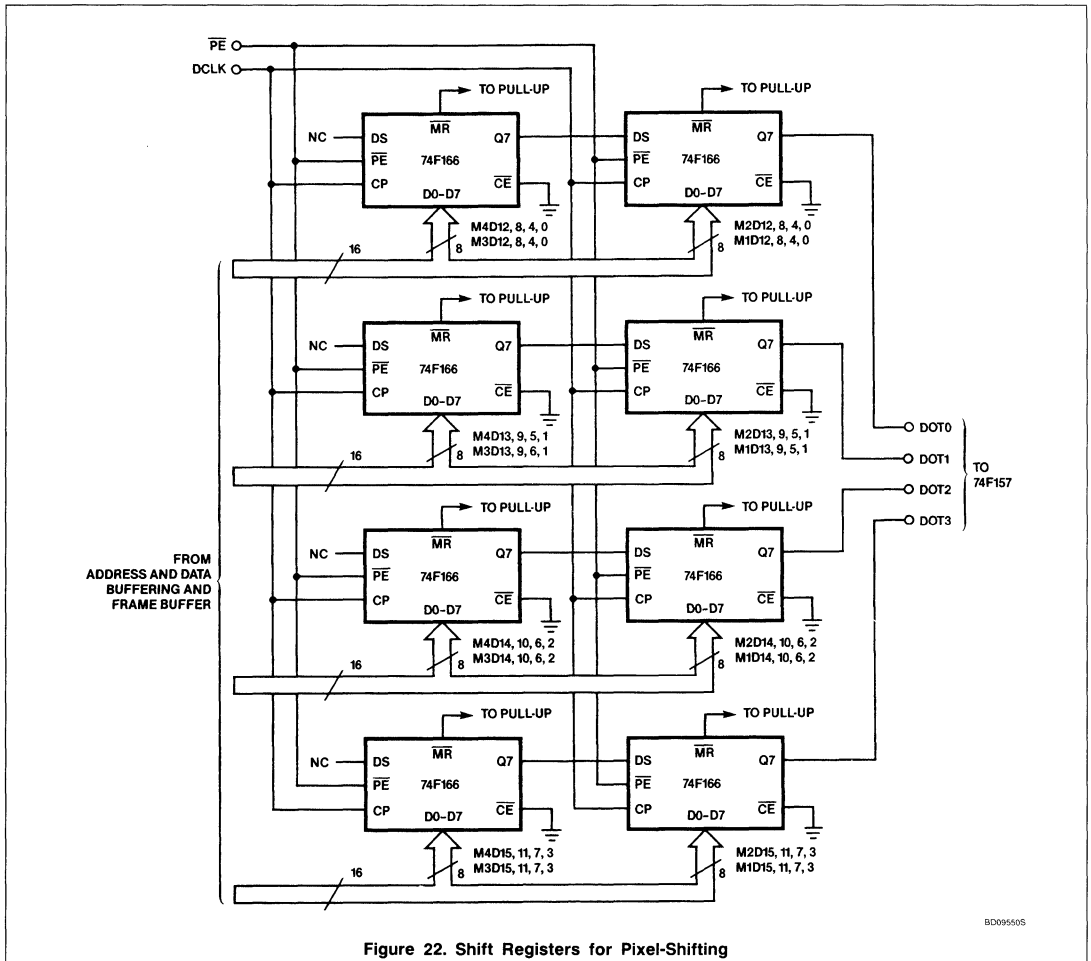 PE
DCLK
TO PULL-UP
TO PULL-UP
NC
DS
MR
Q7
PE
74F166
CP
CE
D0–D7
DS
MR
Q7
PE
74F166
CP
CE
D0–D7
M4D12, 8, 4, 0
M3D12, 8, 4, 0
8
16
M2D12, 8, 4, 0
M1D12, 8, 4, 0
8
TO PULL-UP
TO PULL-UP
NC
DS
MR
Q7
PE
74F166
CP
CE
D0–D7
DS
MR
Q7
PE
74F166
CP
CE
D0–D7
M4D13, 9, 5, 1
M3D13, 9, 6, 1
8
16
M2D13, 9, 5, 1
M1D13, 9, 5, 1
8
DOT0
DOT1
DOT2
DOT3
TO
74F157
TO PULL-UP
TO PULL-UP
NC
DS
MR
Q7
PE
74F166
CP
CE
D0–D7
DS
MR
Q7
PE
74F166
CP
CE
D0–D7
FROM
ADDRESS AND DATA
BUFFERING AND
FRAME BUFFER
M4D14, 10, 6, 2
M3D14, 10, 6, 2
8
16
M2D14, 10, 6, 2
M1D14, 10, 6, 2
8
TO PULL-UP
TO PULL-UP
NC
DS
MR
Q7
PE
74F166
CP
CE
D0–D7
DS
MR
Q7
PE
74F166
CP
CE
D0–D7
M4D15, 11, 7, 3
M3D15, 11, 7, 3
8
16
M2D15, 11, 7, 3
M1D15, 11, 7, 3
8
BD09550S
Figure 22. Shift Registers for Pixel-Shifting